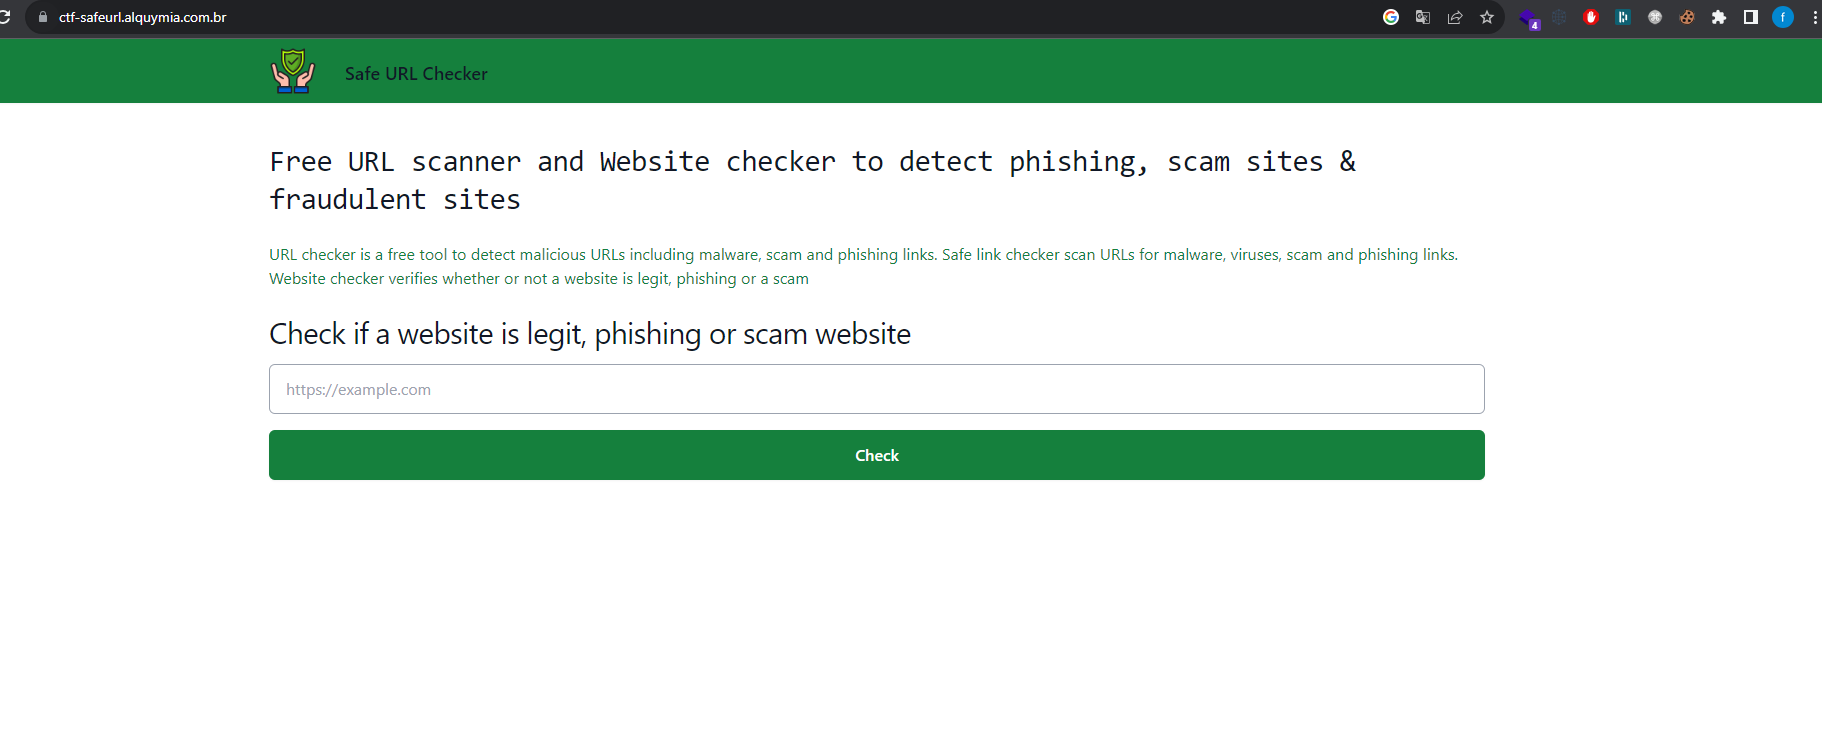 ctf-safeurl.alquymia.com.br
4
f
Safe URL Checker
Free URL scanner and Website checker to detect phishing, scam sites &
fraudulent sites
URL checker is a free tool to detect malicious URLs including malware, scam and phishing links. Safe link checker scan URLs for malware, viruses, scam and phishing links.
Website checker verifies whether or not a website is legit, phishing or a scam
Check if a website is legit, phishing or scam website
https://example.com
Check